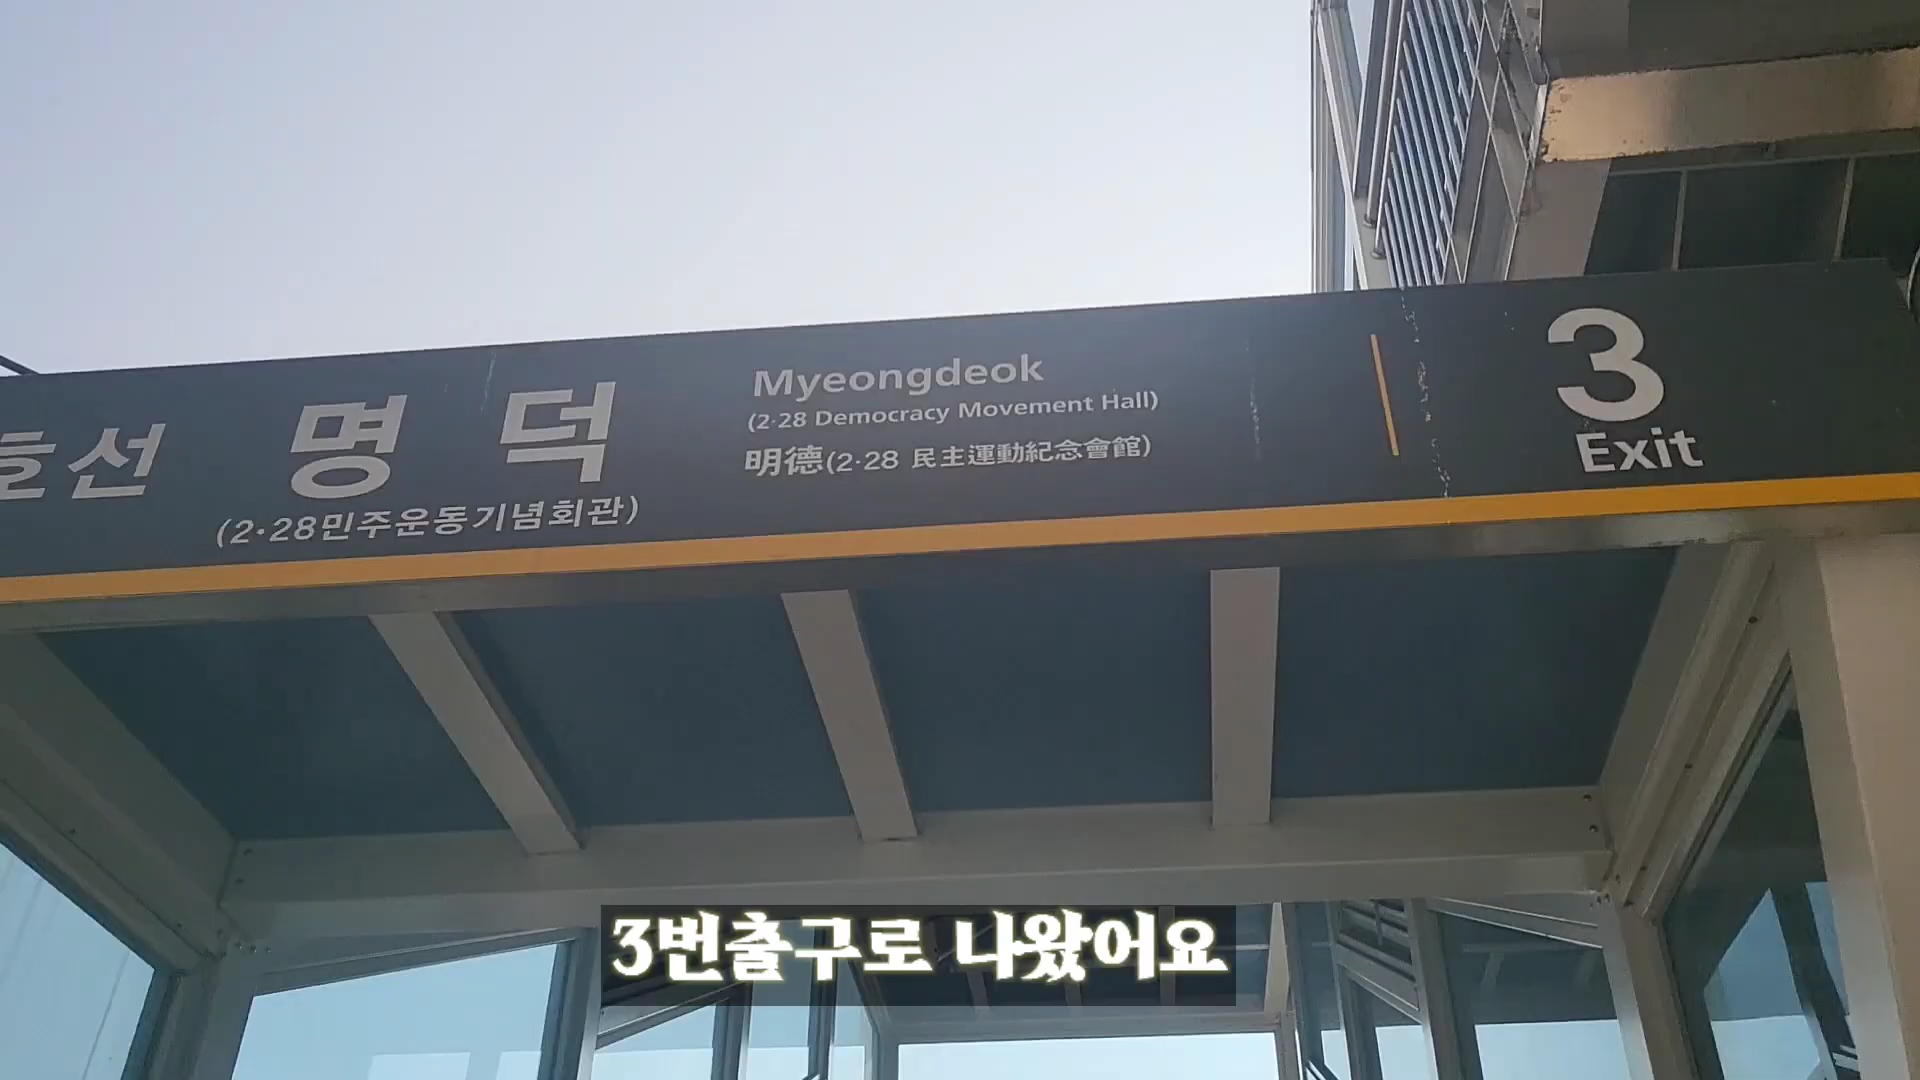 호선 명덕
(2·28민주운동기념회관)
Myeongdeok
(2·28 Democracy Movement Hall)
明德(2·28 民主運動紀念會館)
3
Exit
3번출구로 나왔어요